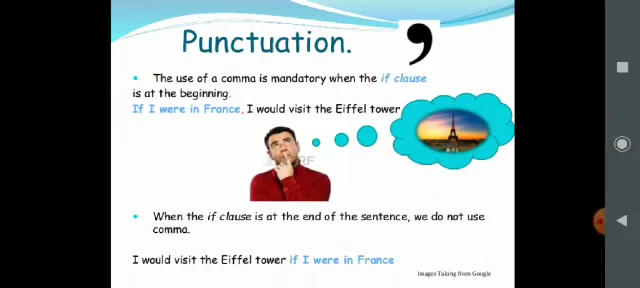 Punctuation.
,
• The use of a comma is mandatory when the if clause
is at the beginning.
If I were in France, I would visit the Eiffel tower
• When the if clause is at the end of the sentence, we do not use
comma.
I would visit the Eiffel tower if I were in France
Images Taking from Google